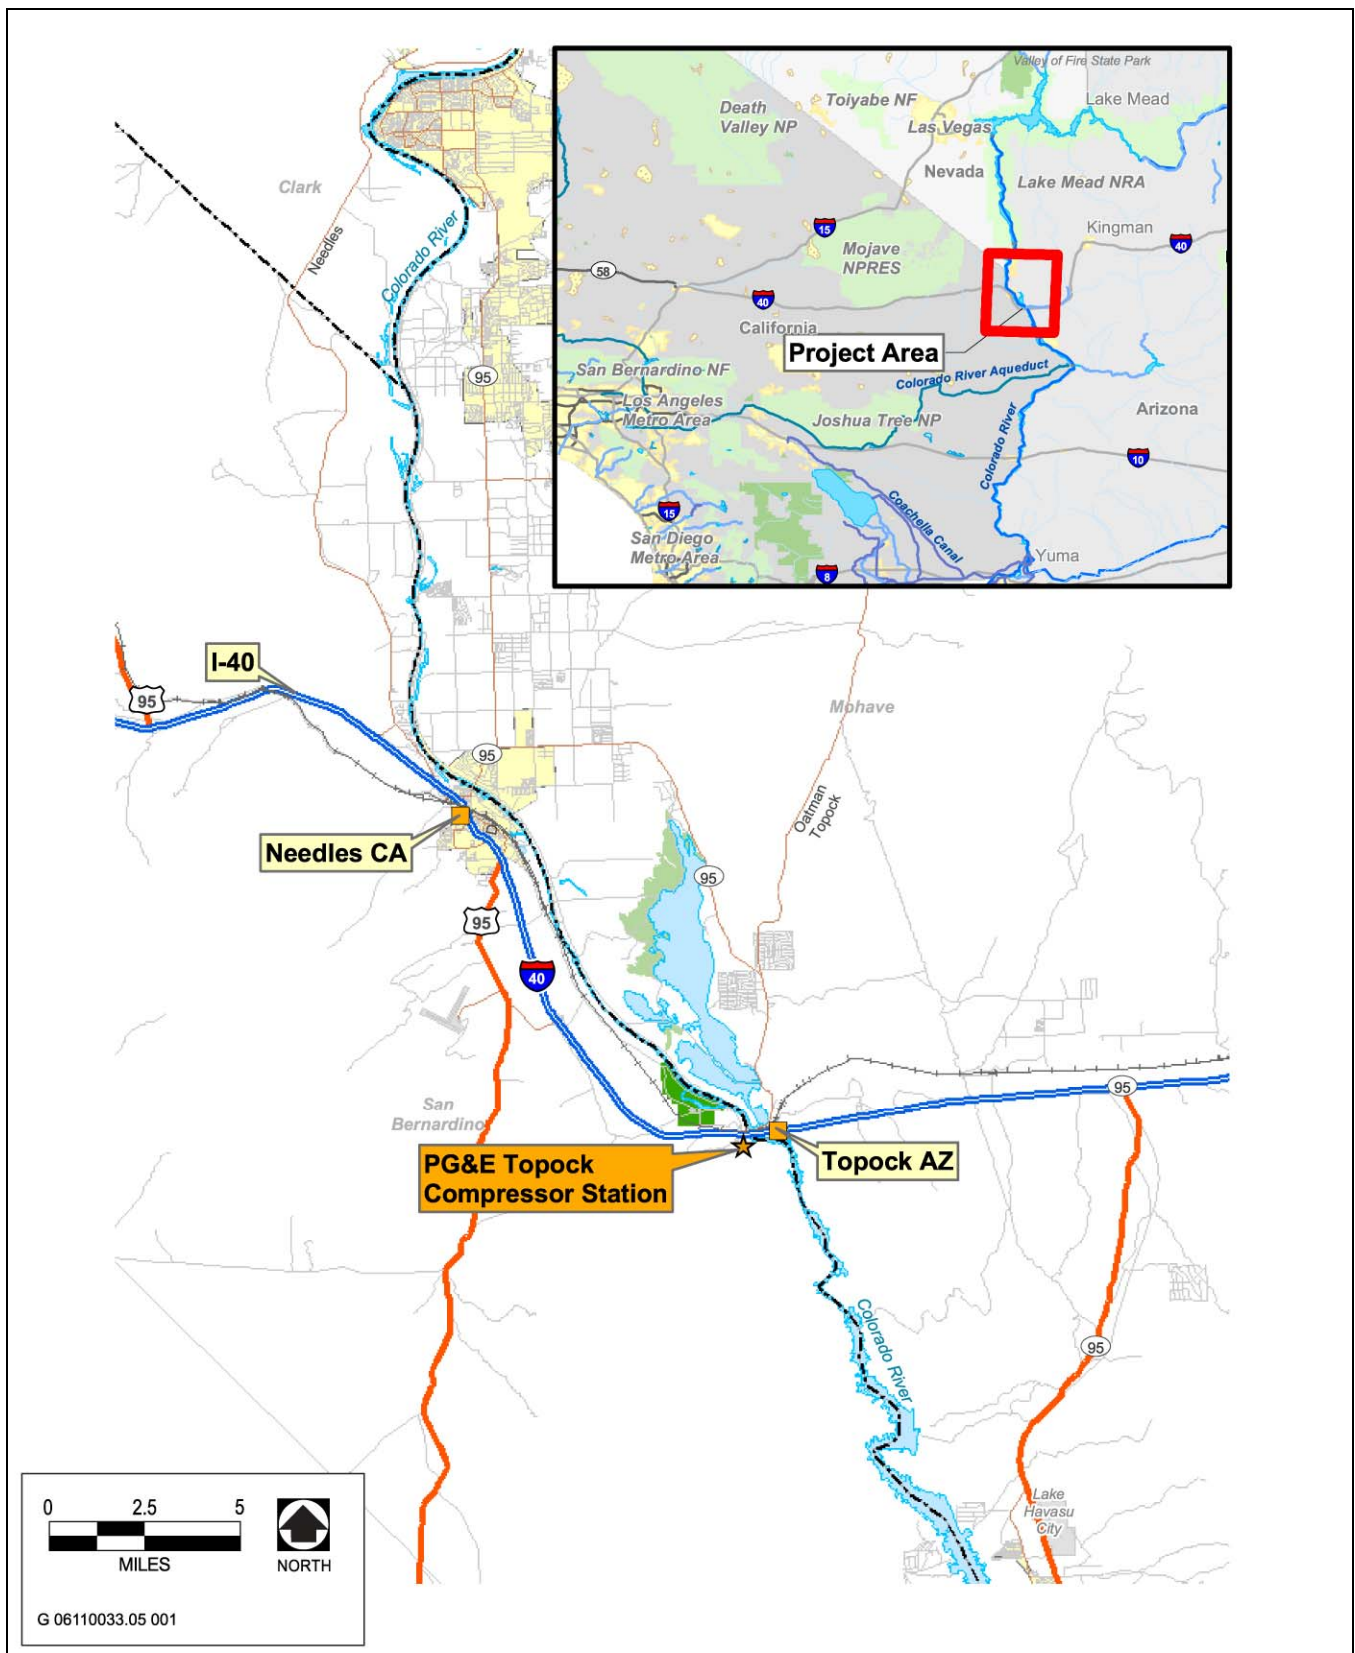 Valley of Fire State Park
Lake Mead
Toiyabe NF
Death
Valley NP
Las Vegas
Nevada
Lake Mead NRA
Kingman
15
40
Mojave
NPRES
58
40
California
Project Area
San Bernardino NF
Colorado River Aqueduct
Los Angeles
Metro Area
Joshua Tree NP
Arizona
Colorado River
10
15
Coachella Canal
San Diego
Metro Area
Yuma
8
Clark
Needles
Colorado River
95
I-40
95
Mohave
95
Oatman
Topock
Needles CA
95
95
40
95
San
Bernardino
PG&E Topock
Compressor Station
Topock AZ
Colorado River
95
Lake
Havasu
City
0 2.5 5
MILES
NORTH
G 06110033.05 001